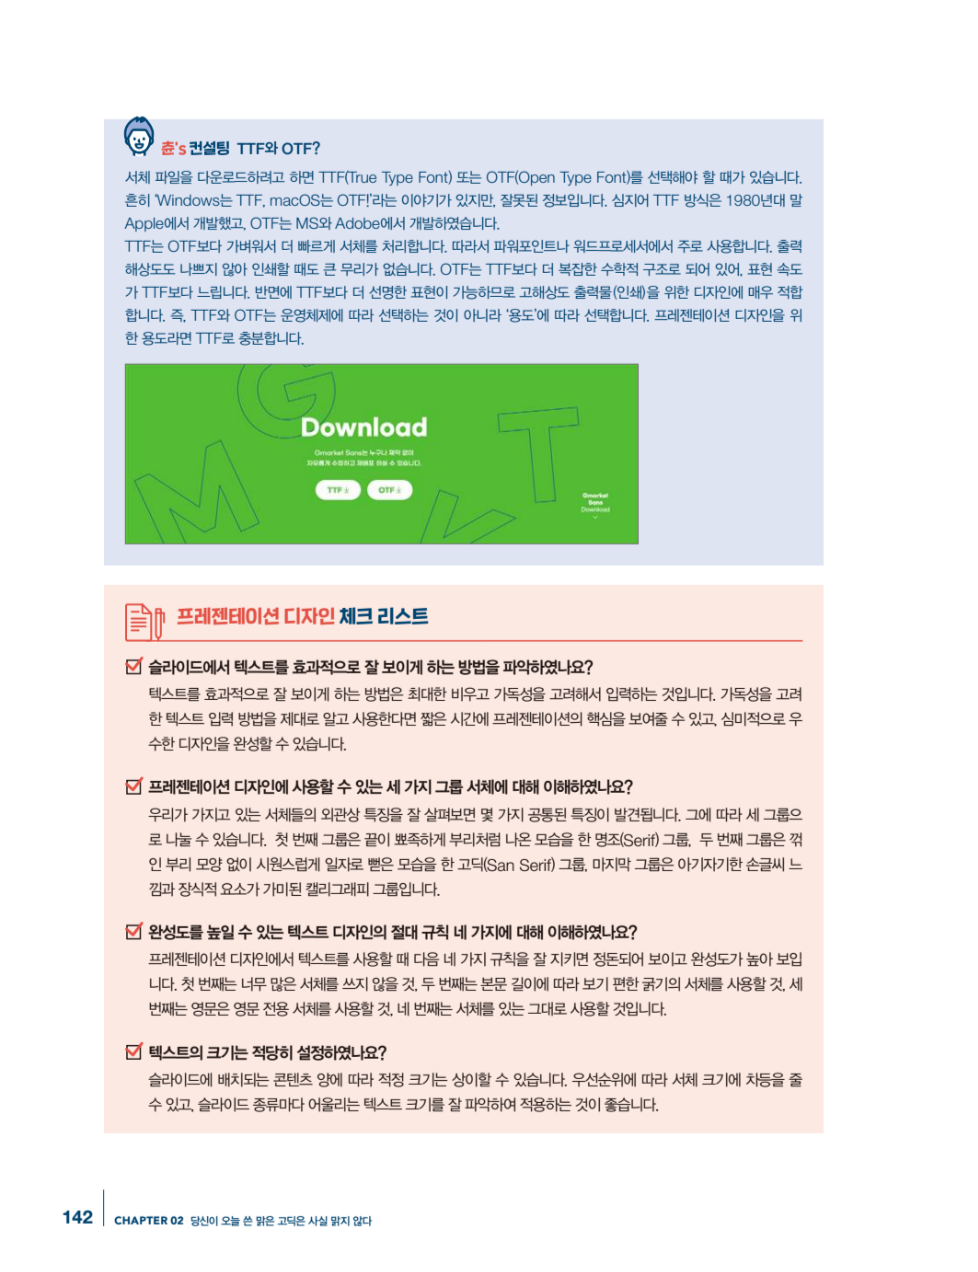 춘's 컨설팅 TTF와 OTF?
서체 파일을 다운로드하려고 하면 TTF(True Type Font) 또는 OTF(Open Type Font)를 선택해야 할 때가 있습니다.
흔히 'Windows는 TTF, macOS는 OTF!'라는 이야기가 있지만, 잘못된 정보입니다. 심지어 TTF 방식은 1980년대 말
Apple에서 개발했고, OTF는 MS와 Adobe에서 개발하였습니다.
TTF는 OTF보다 가벼워서 더 빠르게 서체를 처리합니다. 따라서 파워포인트나 워드프로세서에서 주로 사용합니다. 출력
해상도도 나쁘지 않아 인쇄할 때도 큰 무리가 없습니다. OTF는 TTF보다 더 복잡한 수학적 구조로 되어 있어, 표현 속도
가 TTF보다 느립니다. 반면에 TTF보다 더 선명한 표현이 가능하므로 고해상도 출력물(인쇄)을 위한 디자인에 매우 적합
합니다. 즉, TTF와 OTF는 운영체제에 따라 선택하는 것이 아니라 '용도'에 따라 선택합니다. 프레젠테이션 디자인을 위
한 용도라면 TTF로 충분합니다.
G
M
K
T
Download
Gmarket Sans는 누구나 제약 없이
자유롭게 수정하고 재배포 하실 수 있습니다.
TTF
OTF
Gmarket
Sans
Download
프레젠테이션 디자인 체크 리스트
슬라이드에서 텍스트를 효과적으로 잘 보이게 하는 방법을 파악하였나요?
텍스트를 효과적으로 잘 보이게 하는 방법은 최대한 비우고 가독성을 고려해서 입력하는 것입니다. 가독성을 고려
한 텍스트 입력 방법을 제대로 알고 사용한다면 짧은 시간에 프레젠테이션의 핵심을 보여줄 수 있고, 심미적으로 우
수한 디자인을 완성할 수 있습니다.
프레젠테이션 디자인에 사용할 수 있는 세 가지 그룹 서체에 대해 이해하였나요?
우리가 가지고 있는 서체들의 외관상 특징을 잘 살펴보면 몇 가지 공통된 특징이 발견됩니다. 그에 따라 세 그룹으
로 나눌 수 있습니다. 첫 번째 그룹은 끝이 뾰족하게 부리처럼 나온 모습을 한 명조(Serif) 그룹, 두 번째 그룹은 꺾
인 부리 모양 없이 시원스럽게 일자로 뻗은 모습을 한 고딕(San Serif) 그룹, 마지막 그룹은 아기자기한 손글씨 느
낌과 장식적 요소가 가미된 캘리그래피 그룹입니다.
완성도를 높일 수 있는 텍스트 디자인의 절대 규칙 네 가지에 대해 이해하였나요?
프레젠테이션 디자인에서 텍스트를 사용할 때 다음 네 가지 규칙을 잘 지키면 정돈되어 보이고 완성도가 높아 보입
니다. 첫 번째는 너무 많은 서체를 쓰지 않을 것, 두 번째는 본문 길이에 따라 보기 편한 굵기의 서체를 사용할 것, 세
번째는 영문은 영문 전용 서체를 사용할 것, 네 번째는 서체를 있는 그대로 사용할 것입니다.
텍스트의 크기는 적당히 설정하였나요?
슬라이드에 배치되는 콘텐츠 양에 따라 적정 크기는 상이할 수 있습니다. 우선순위에 따라 서체 크기에 차등을 줄
수 있고, 슬라이드 종류마다 어울리는 텍스트 크기를 잘 파악하여 적용하는 것이 좋습니다.
142 CHAPTER 02 당신이 오늘 쓴 맑은 고딕은 사실 맑지 않다